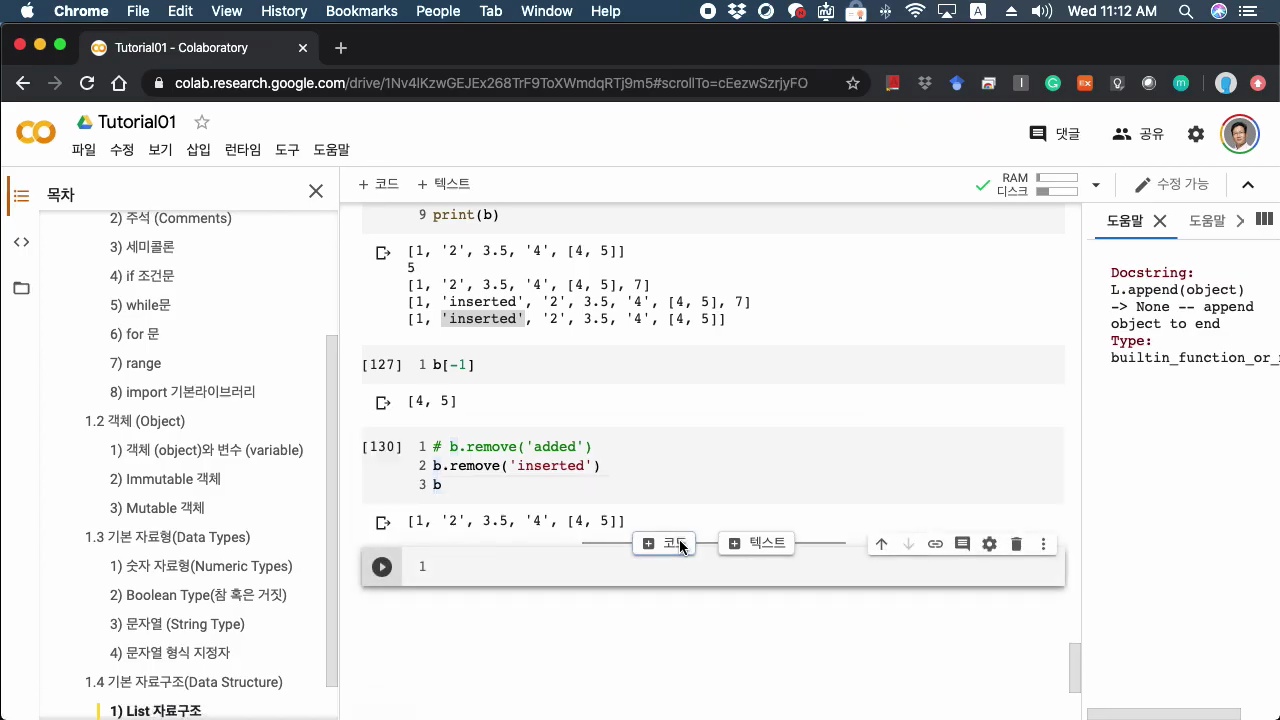 Chrome File Edit View History Bookmarks People Tab Window Help A Wed 11:12 AM
Tutorial01 - Colaboratory
colab.research.google.com/drive/1Nv4lKzwGEJEx268TrF9ToXWmdqRTj9m5#scrollTo=cEezwSzrjyFO
Tutorial01
댓글 공유
파일 수정 보기 삽입 런타임 도구 도움말
목차
+ 코드 + 텍스트
RAM
디스크
수정 가능
2) 주석 (Comments)
3) 세미콜론
4) if 조건문
5) while문
6) for 문
7) range
8) import 기본라이브러리
1.2 객체 (Object)
1) 객체 (object)와 변수 (variable)
2) Immutable 객체
3) Mutable 객체
1.3 기본 자료형(Data Types)
1) 숫자 자료형(Numeric Types)
2) Boolean Type(참 혹은 거짓)
3) 문자열 (String Type)
4) 문자열 형식 지정자
1.4 기본 자료구조(Data Structure)
1) List 자료구조
9 print(b)
[1, '2', 3.5, '4', [4, 5]]
5
[1, '2', 3.5, '4', [4, 5], 7]
[1, 'inserted', '2', 3.5, '4', [4, 5], 7]
[1, 'inserted', '2', 3.5, '4', [4, 5]]
[127] 1 b[-1]
[4, 5]
[130] 1 # b.remove('added')
2 b.remove('inserted')
3 b
[1, '2', 3.5, '4', [4, 5]]
코드 텍스트
1
도움말 도움말
Docstring:
L.append(object)
-> None -- append
object to end
Type:
builtin_function_or_